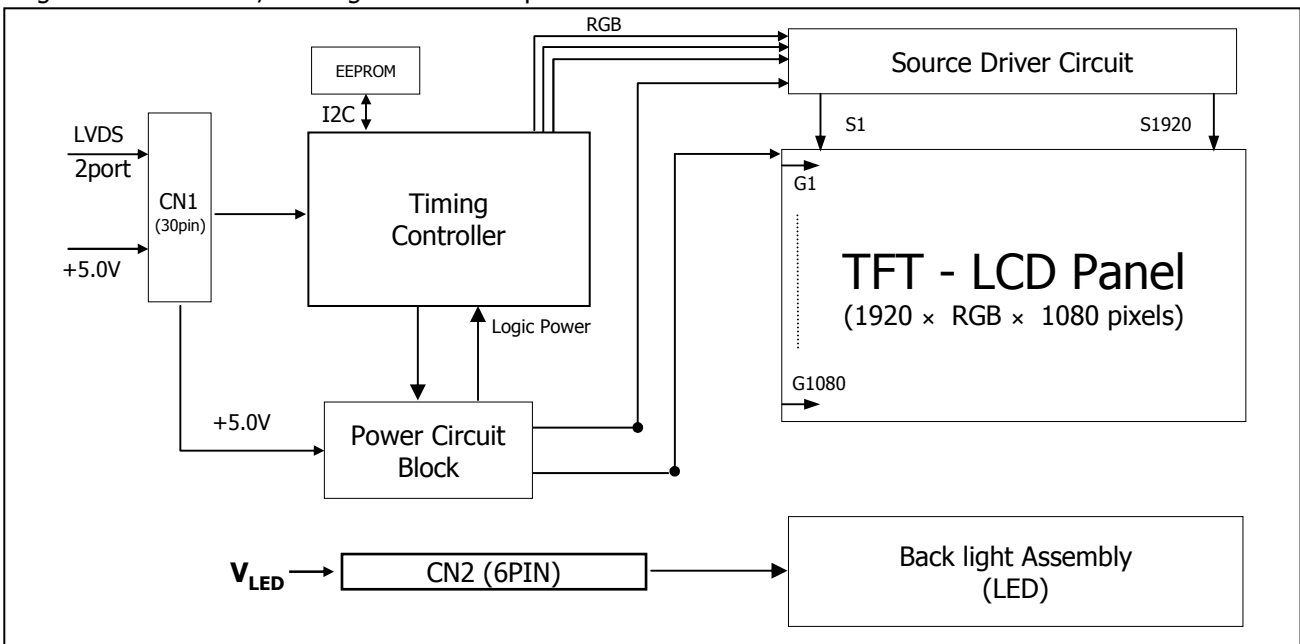 RGB
EEPROM
Source Driver Circuit
I2C
S1
S1920
LVDS
2port
CN1
(30pin)
Timing
Controller
G1
+5.0V
TFT - LCD Panel
(1920 × RGB × 1080 pixels)
Logic Power
G1080
+5.0V
Power Circuit
Block
Back light Assembly
(LED)
VLED
CN2 (6PIN)